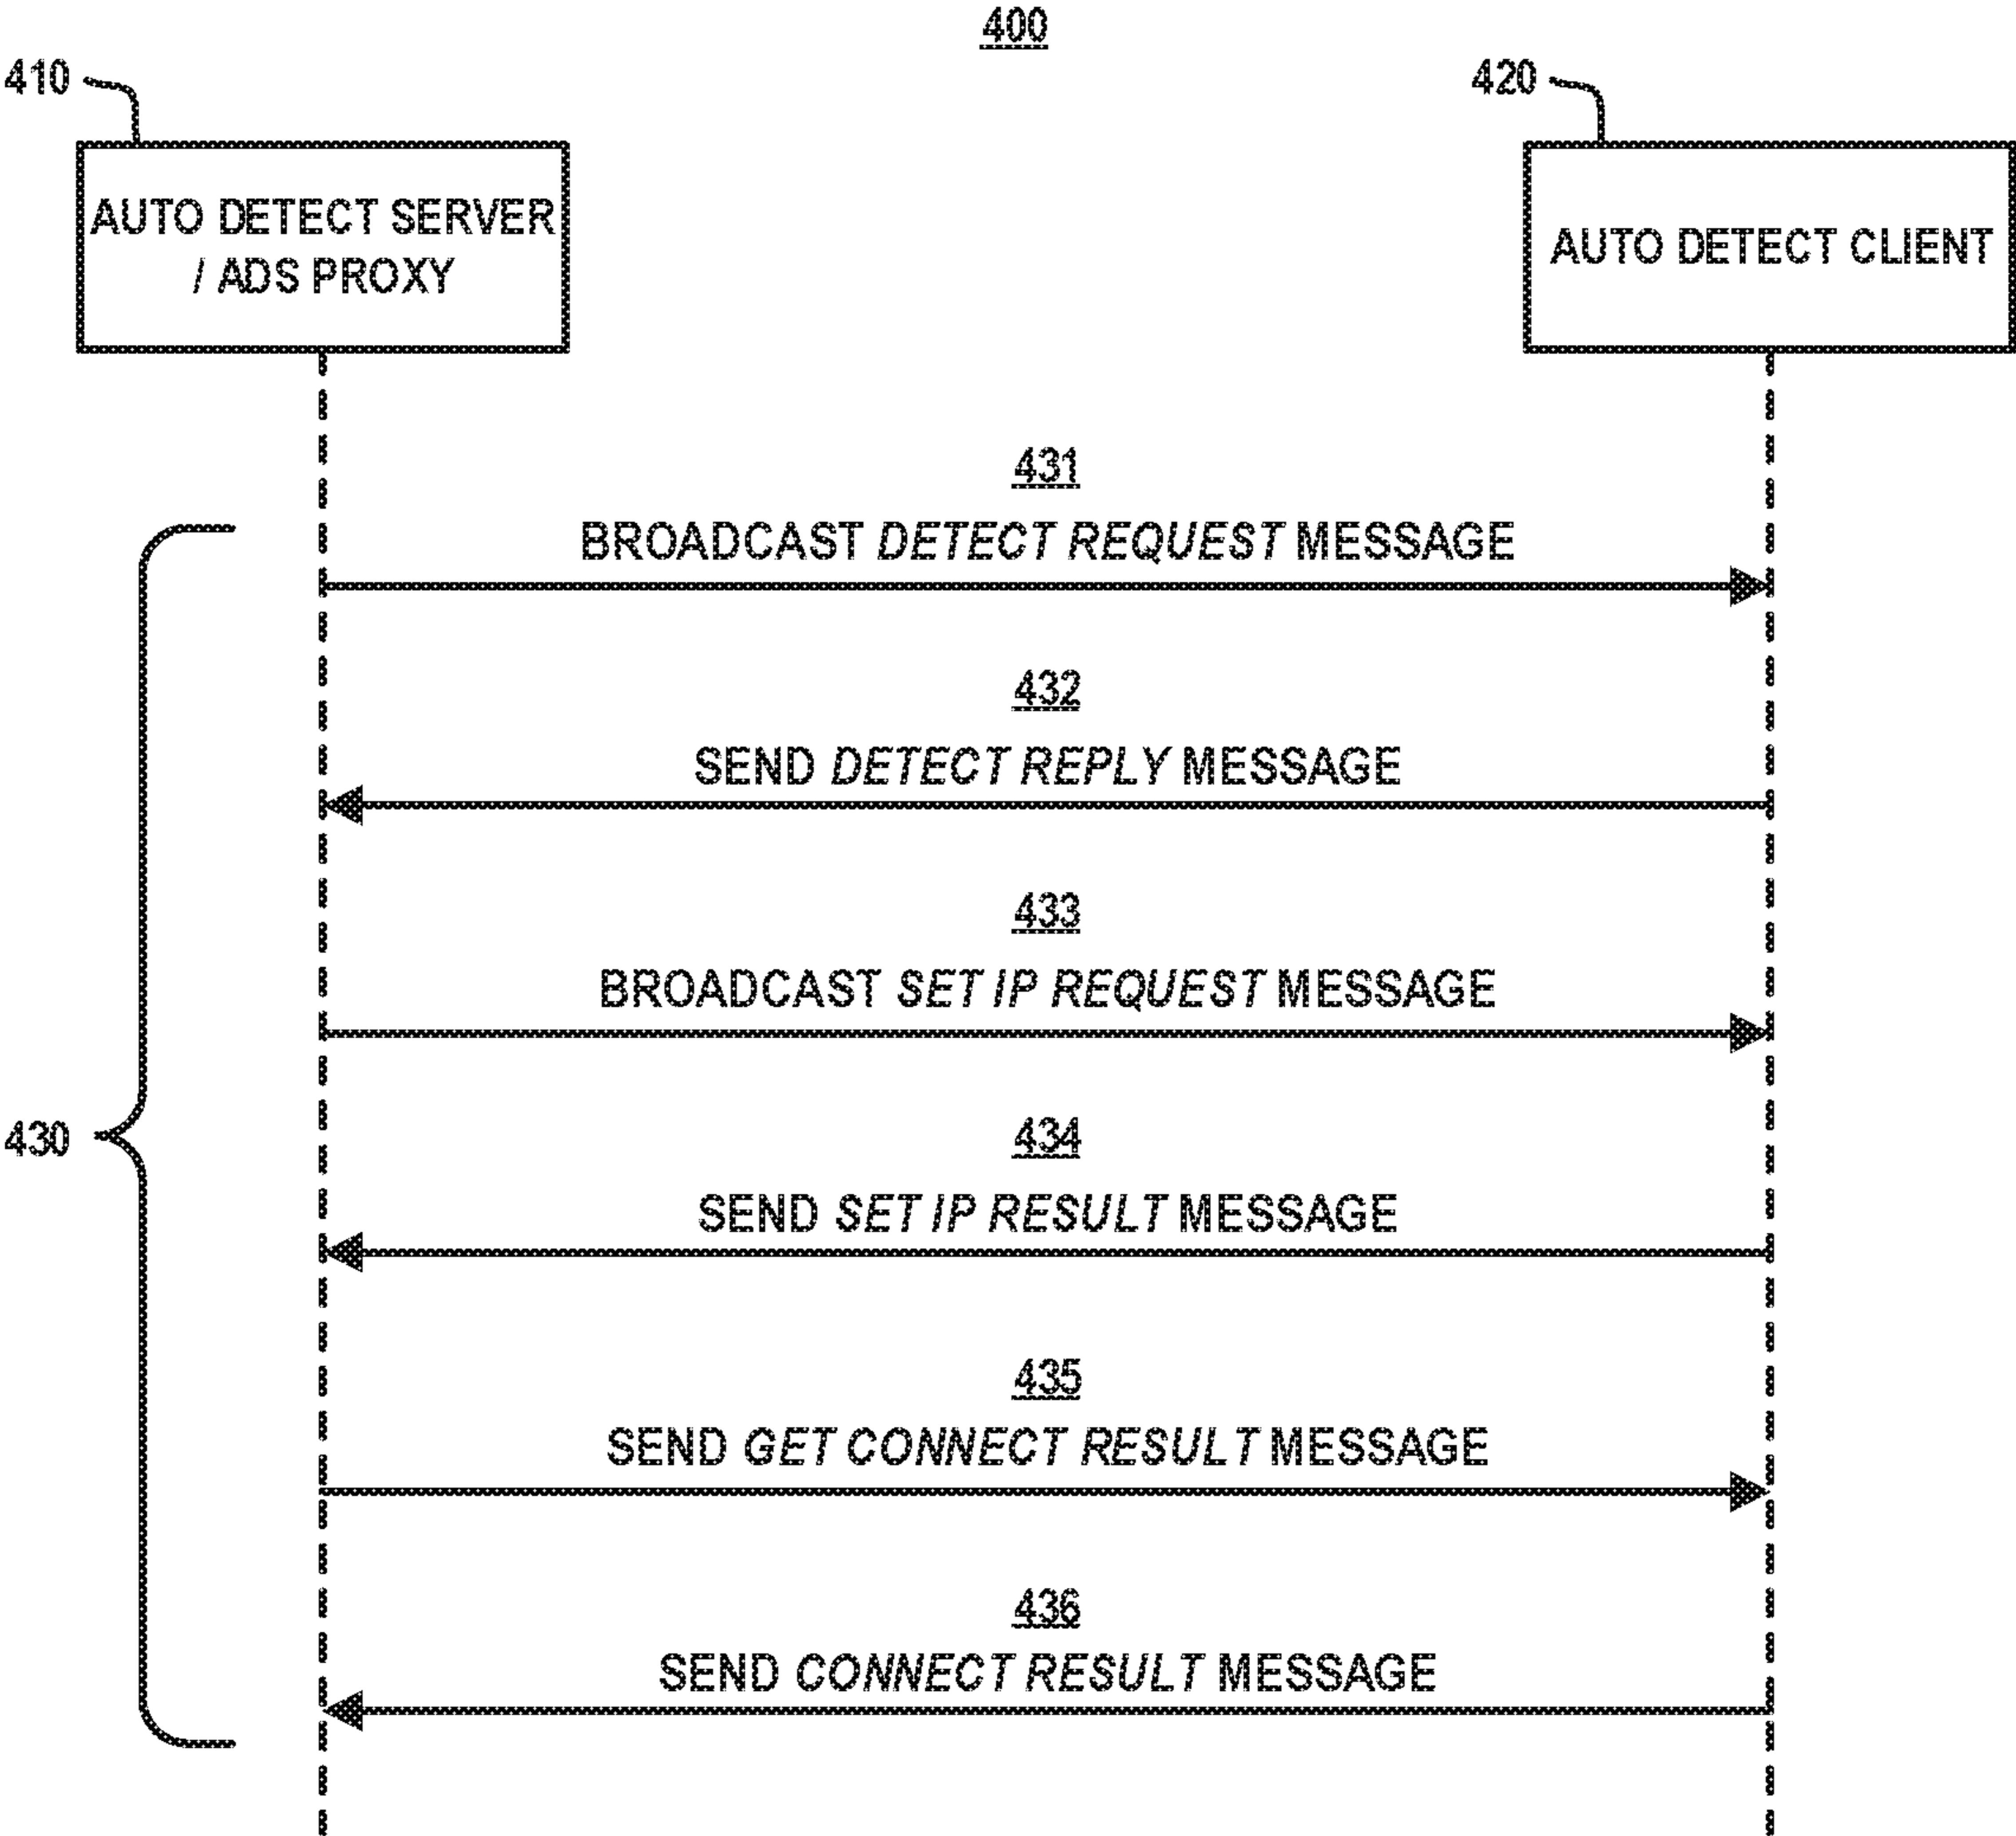 400
410
420
AUTO DETECT SERVER
/ ADS PROXY
AUTO DETECT CLIENT
431
BROADCAST DETECT REQUEST MESSAGE
432
SEND DETECT REPLY MESSAGE
433
BROADCAST SET IP REQUEST MESSAGE
430
434
SEND SET IP RESULT MESSAGE
435
SEND GET CONNECT RESULT MESSAGE
436
SEND CONNECT RESULT MESSAGE